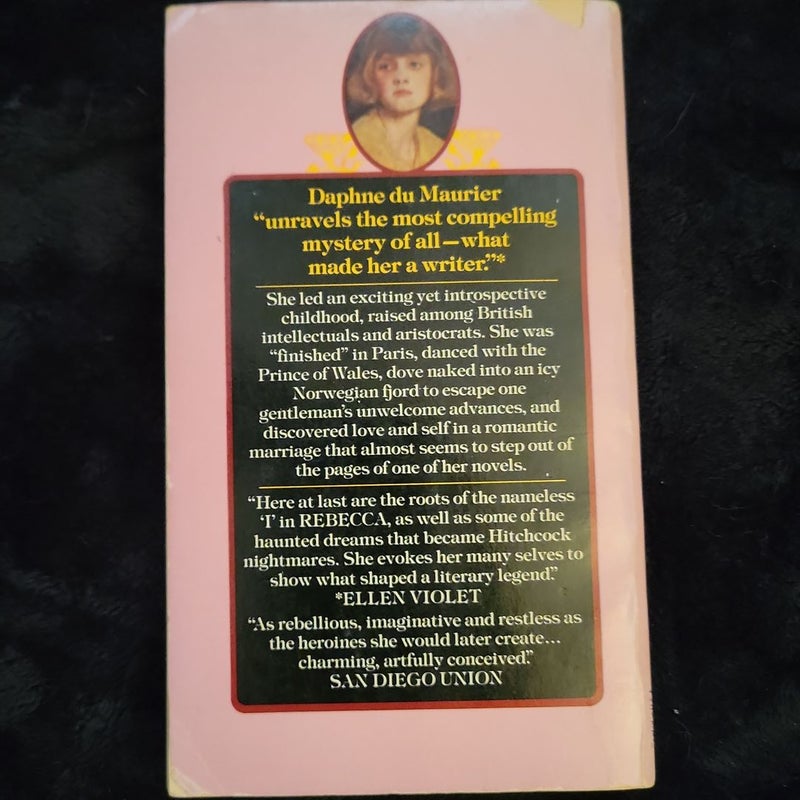 Daphne du Maurier
“unravels the most compelling
mystery of all—what
made her a writer.”*
She led an exciting yet introspective
childhood, raised among British
intellectuals and aristocrats. She was
“finished” in Paris, danced with the
Prince of Wales, dove naked into an icy
Norwegian fjord to escape one
gentleman’s unwelcome advances, and
discovered love and self in a romantic
marriage that almost seems to step out of
the pages of one of her novels.
“Here at last are the roots of the nameless
‘I’ in REBECCA, as well as some of the
haunted dreams that became Hitchcock
nightmares. She evokes her many selves to
show what shaped a literary legend.”
*ELLEN VIOLET
“As rebellious, imaginative and restless as
the heroines she would later create...
charming, artfully conceived.”
SAN DIEGO UNION